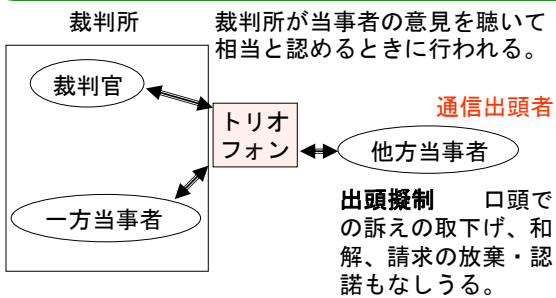 裁判所
裁判所が当事者の意見を聴いて
相当と認めるときに行われる。
裁判官
トリオ
フォン
通信出頭者
他方当事者
一方当事者
出頭擬制　　口頭で
の訴えの取下げ、和
解、請求の放棄・認
諾もなしうる。